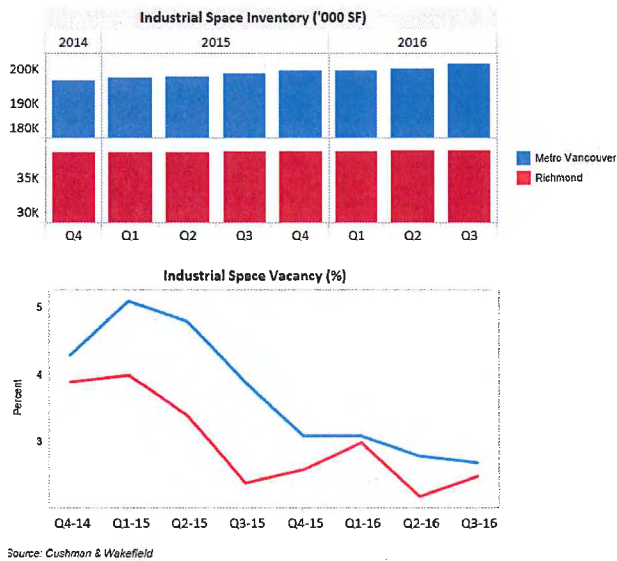 Industrial Space Inventory ('000 SF)
2014 2015 2016
200K
190K
180K
35K
30K
Metro Vancouver
Richmond
Q4 Q1 Q2 Q3 Q4 Q1 Q2 Q3
Industrial Space Vacancy (%)
5
4
3
Percent
Q4-14 Q1-15 Q2-15 Q3-15 Q4-15 Q1-16 Q2-16 Q3-16
Source: Cushman & Wakefield